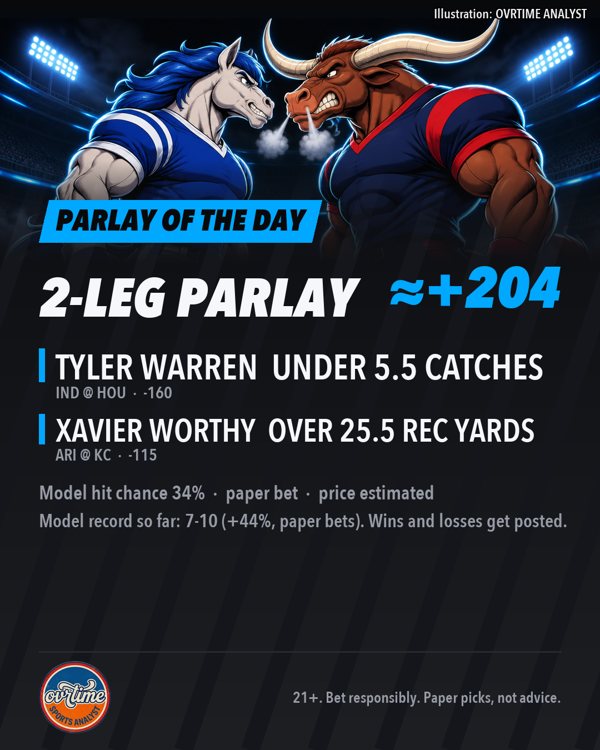 Illustration: OVRTIME ANALYST
PARLAY OF THE DAY
2-LEG PARLAY ≈+204
TYLER WARREN UNDER 5.5 CATCHES
IND @ HOU · -160
XAVIER WORTHY OVER 25.5 REC YARDS
ARI @ KC · -115
Model hit chance 34% · paper bet · price estimated
Model record so far: 7-10 (+44%, paper bets). Wins and losses get posted.
ovrtime
SPORTS ANALYST
21+. Bet responsibly. Paper picks, not advice.